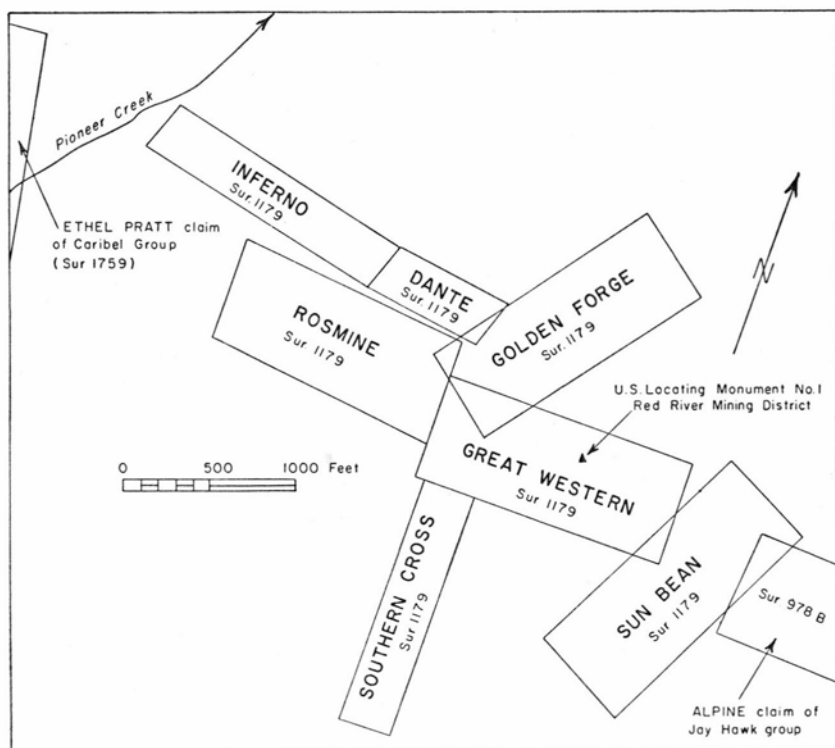 Pioneer Creek
INFERNO
Sur. 1179
ETHEL PRATT claim
of Caribel Group
(Sur 1759)
DANTE
Sur. 1179
GOLDEN FORGE
Sur. 1179
N
ROSMINE
Sur 1179
U.S. Locating Monument No. 1
Red River Mining District
0 500 1000 Feet
GREAT WESTERN
Sur 1179
SOUTHERN CROSS
Sur 1179
SUN BEAN
Sur 1179
Sur 978 B
ALPINE claim of
Jay Hawk group